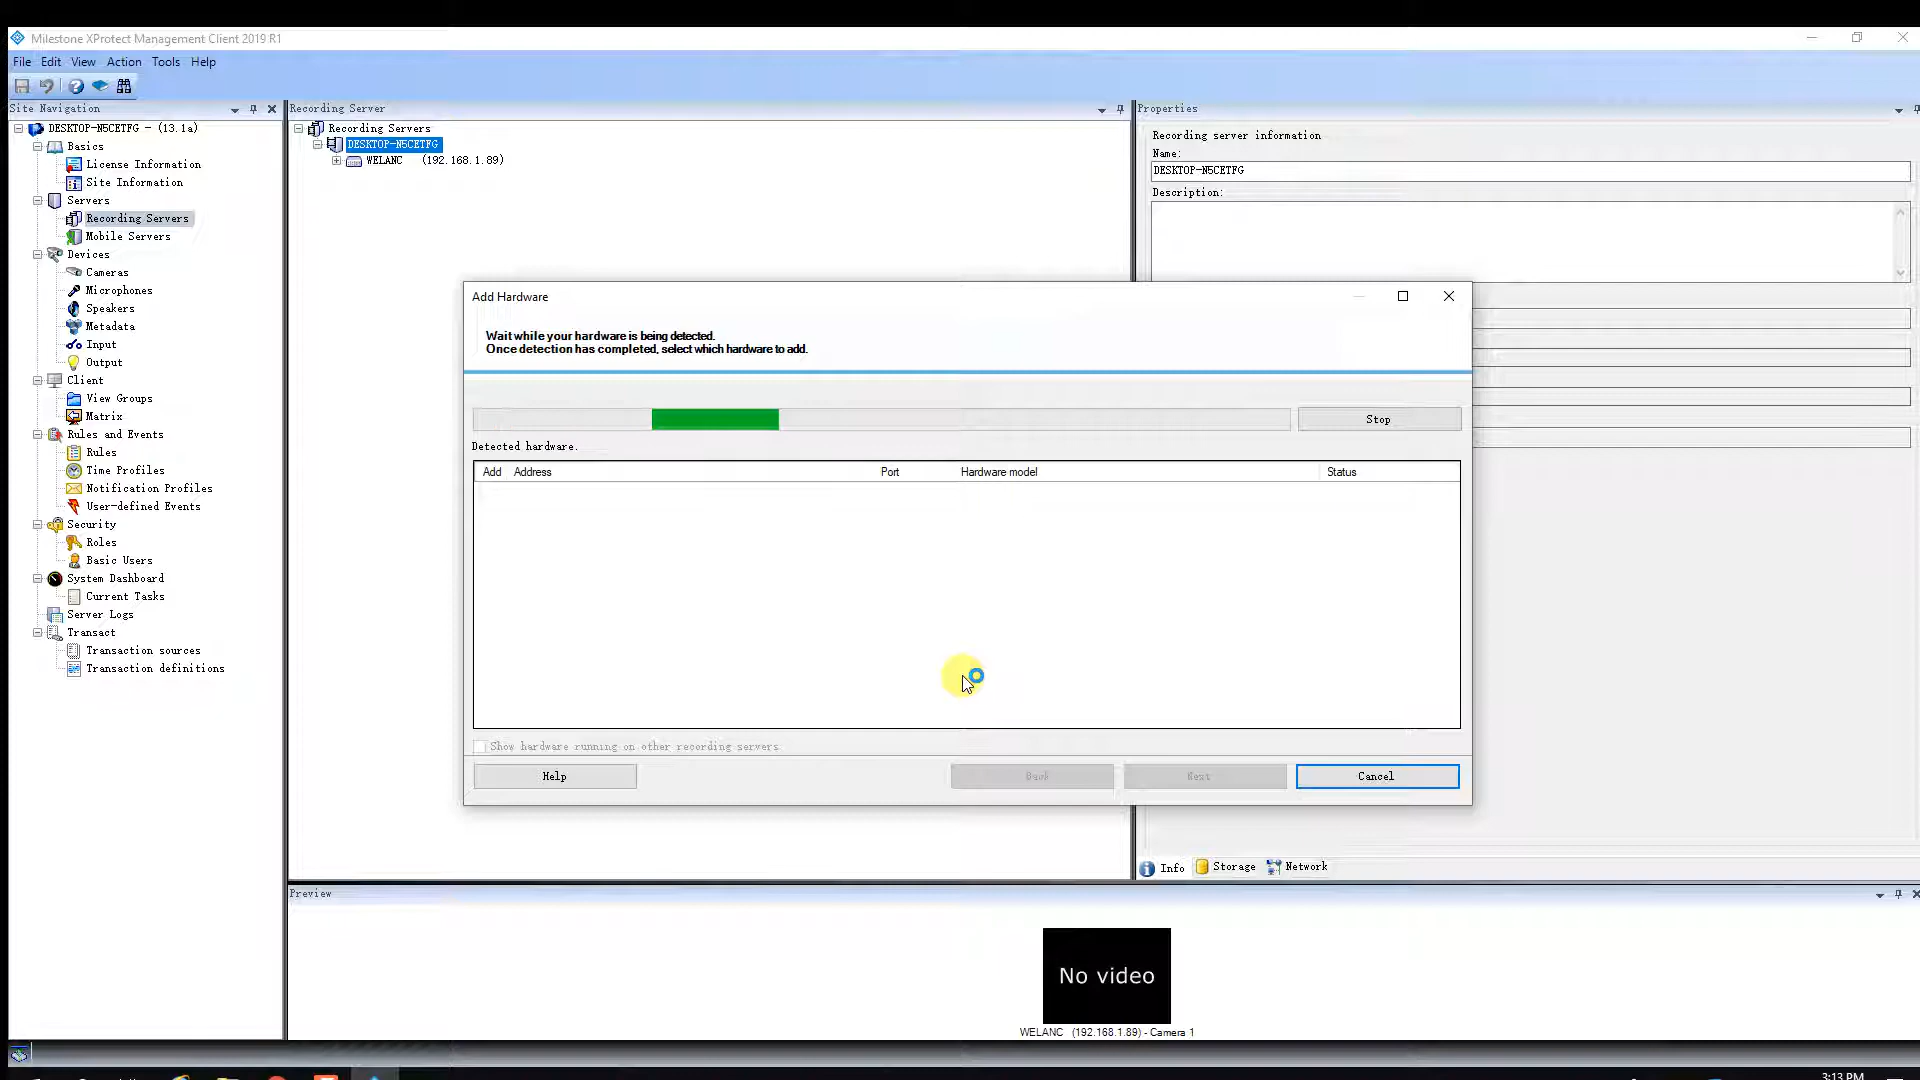 Milestone XProtect Management Client 2019 R1
File Edit View Action Tools Help
Site Navigation
DESKTOP-N5CETFG - (13.1a)
Basics
License Information
Site Information
Servers
Recording Servers
Mobile Servers
Devices
Cameras
Microphones
Speakers
Metadata
Input
Output
Client
View Groups
Matrix
Rules and Events
Rules
Time Profiles
Notification Profiles
User-defined Events
Security
Roles
Basic Users
System Dashboard
Current Tasks
Server Logs
Transact
Transaction sources
Transaction definitions
Recording Server
Recording Servers
DESKTOP-N5CETFG
WELANC (192.168.1.89)
Properties
Recording server information
Name:
DESKTOP-N5CETFG
Description:
Add Hardware
Wait while your hardware is being detected.
Once detection has completed, select which hardware to add.
Stop
Detected hardware.
Add Address Port Hardware model Status
Show hardware running on other recording servers
Help Back Next Cancel
Info Storage Network
Preview
No video
WELANC (192.168.1.89) - Camera 1
3:13 PM